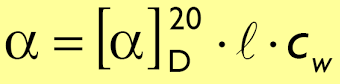 α = [α]²⁰_D · ℓ · c_w